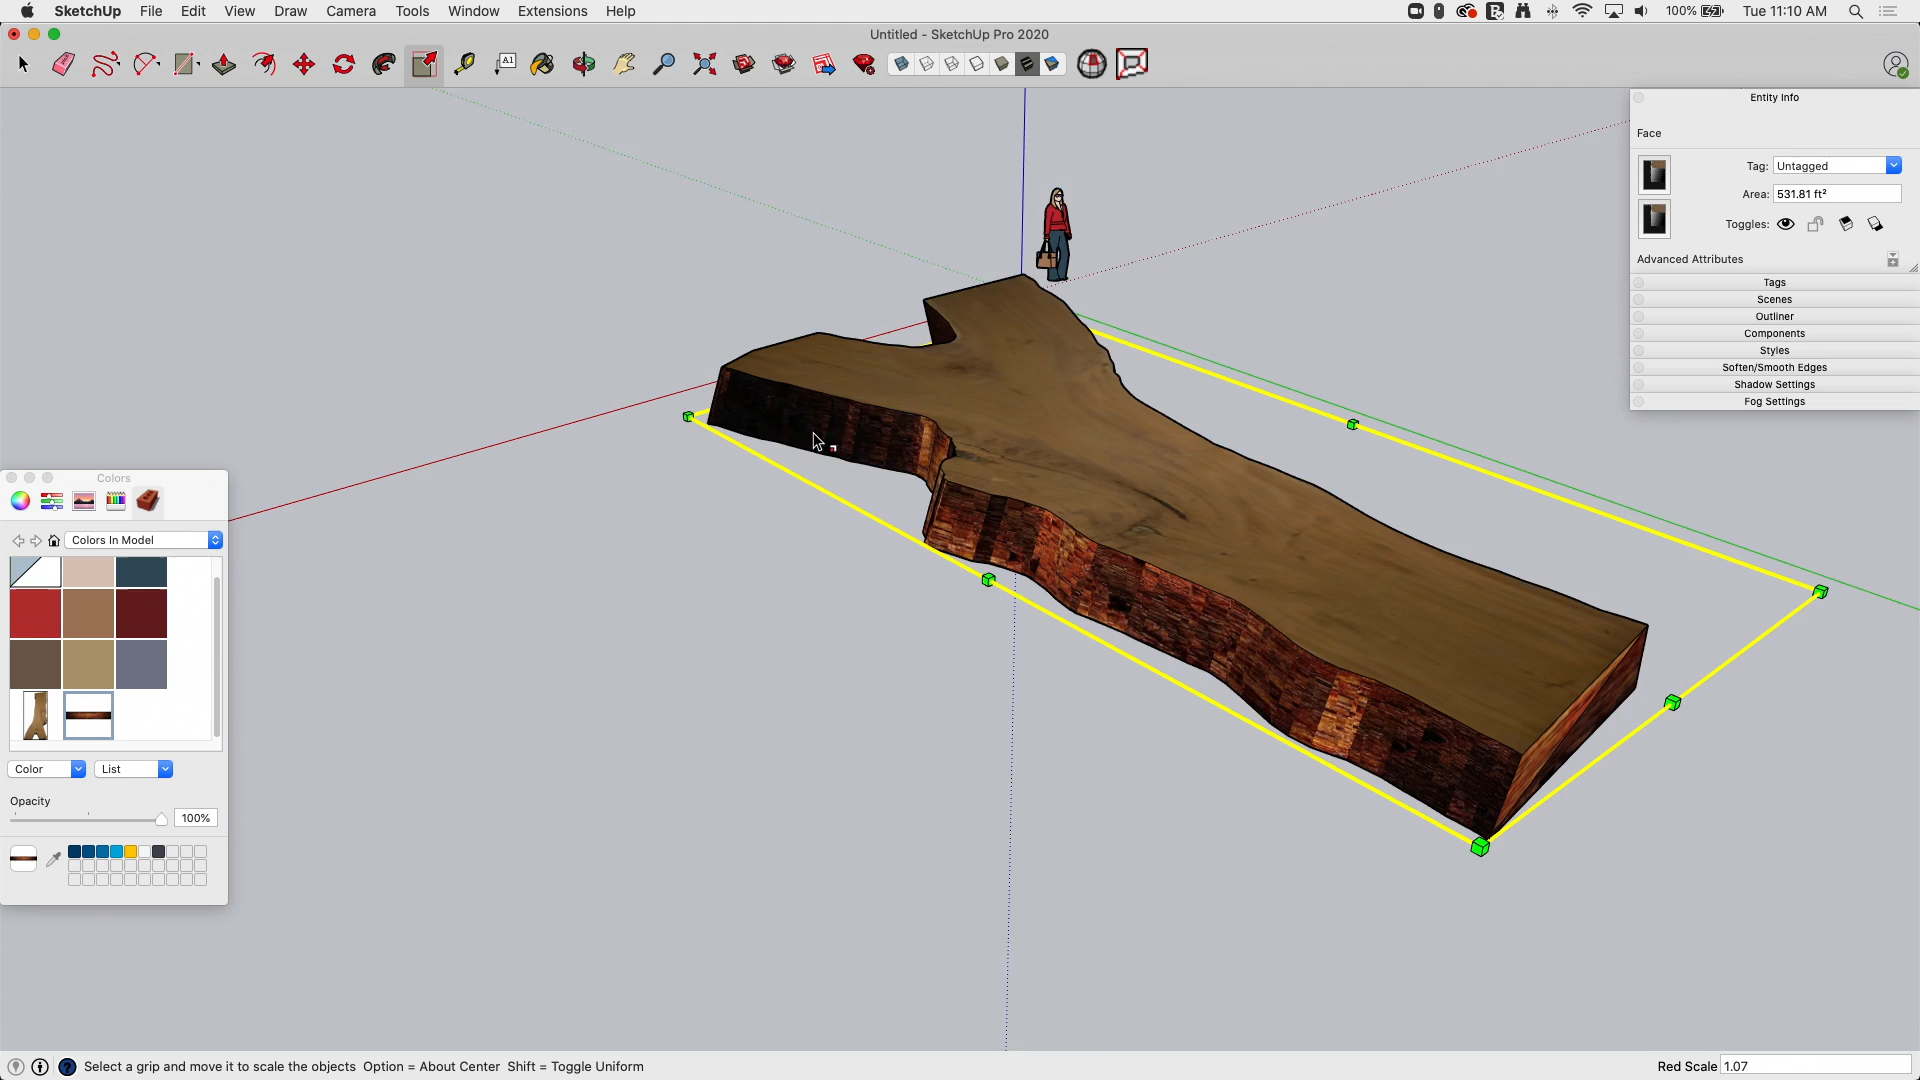 SketchUp File Edit View Draw Camera Tools Window Extensions Help 100% Tue 11:10 AM
Untitled - SketchUp Pro 2020
A1
Entity Info
Face
Tag: Untagged
Area: 531.81 ft²
Toggles:
Advanced Attributes
Tags
Scenes
Outliner
Components
Styles
Soften/Smooth Edges
Shadow Settings
Fog Settings
Colors
Colors In Model
Color List
Opacity
100%
Select a grip and move it to scale the objects Option = About Center Shift = Toggle Uniform
Red Scale 1.07